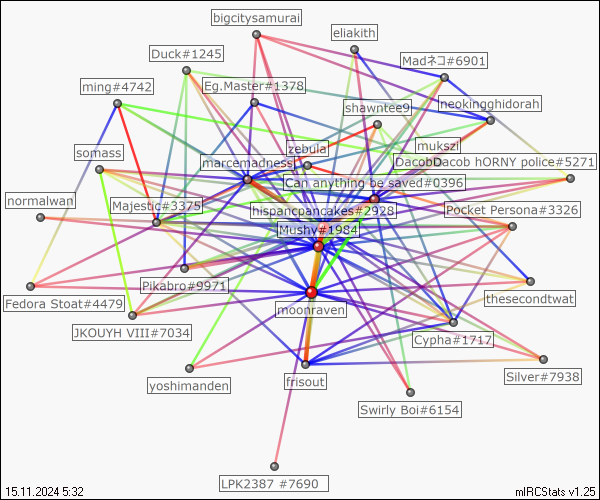 bigcitysamurai
eliakith
Duck#1245
Madネコ#6901
ming#4742
Eg.Master#1378
shawntee9
neokingghidorah
zebula
mukszi
somass
marcemadness
DacobDacob hORNY police#5271
Can anything be saved#0396
normalwan
Majestic#3375
hispancpancakes#2928
Pocket Persona#3326
Mushy#1984
Pikabro#9971
Fedora Stoat#4479
moonraven
thesecondtwat
JKOUYH VIII#7034
Cypha#1717
yoshimanden
frisout
Silver#7938
Swirly Boi#6154
LPK2387 #7690
15.11.2024 5:32
mIRCStats v1.25